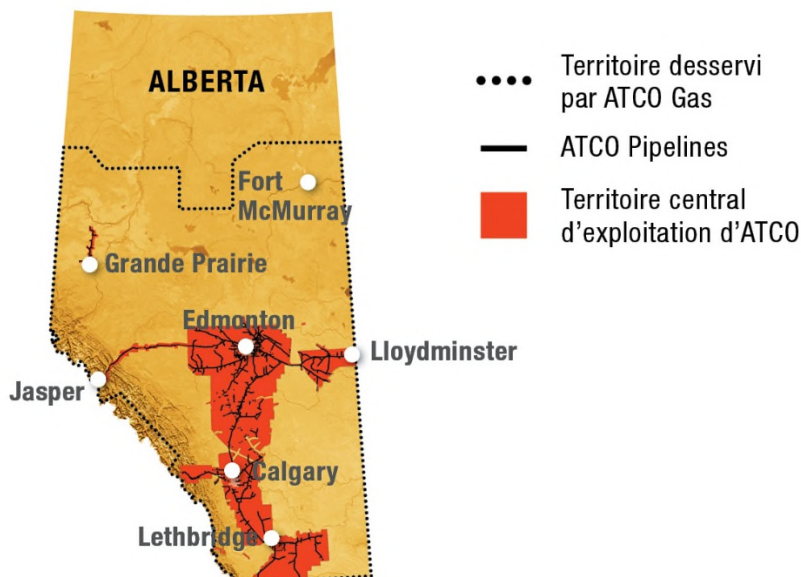 ALBERTA
Territoire desservi
par ATCO Gas
ATCO Pipelines
Territoire central
d'exploitation d'ATCO
Fort
McMurray
Grande Prairie
Edmonton
Lloydminster
Jasper
Calgary
Lethbridge